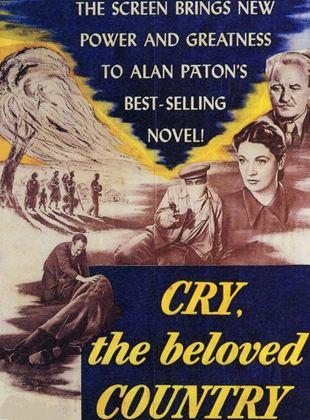 THE SCREEN BRINGS NEW
POWER AND GREATNESS
TO ALAN PATON'S
BEST-SELLING
NOVEL!
CRY,
the beloved
COUNTRY